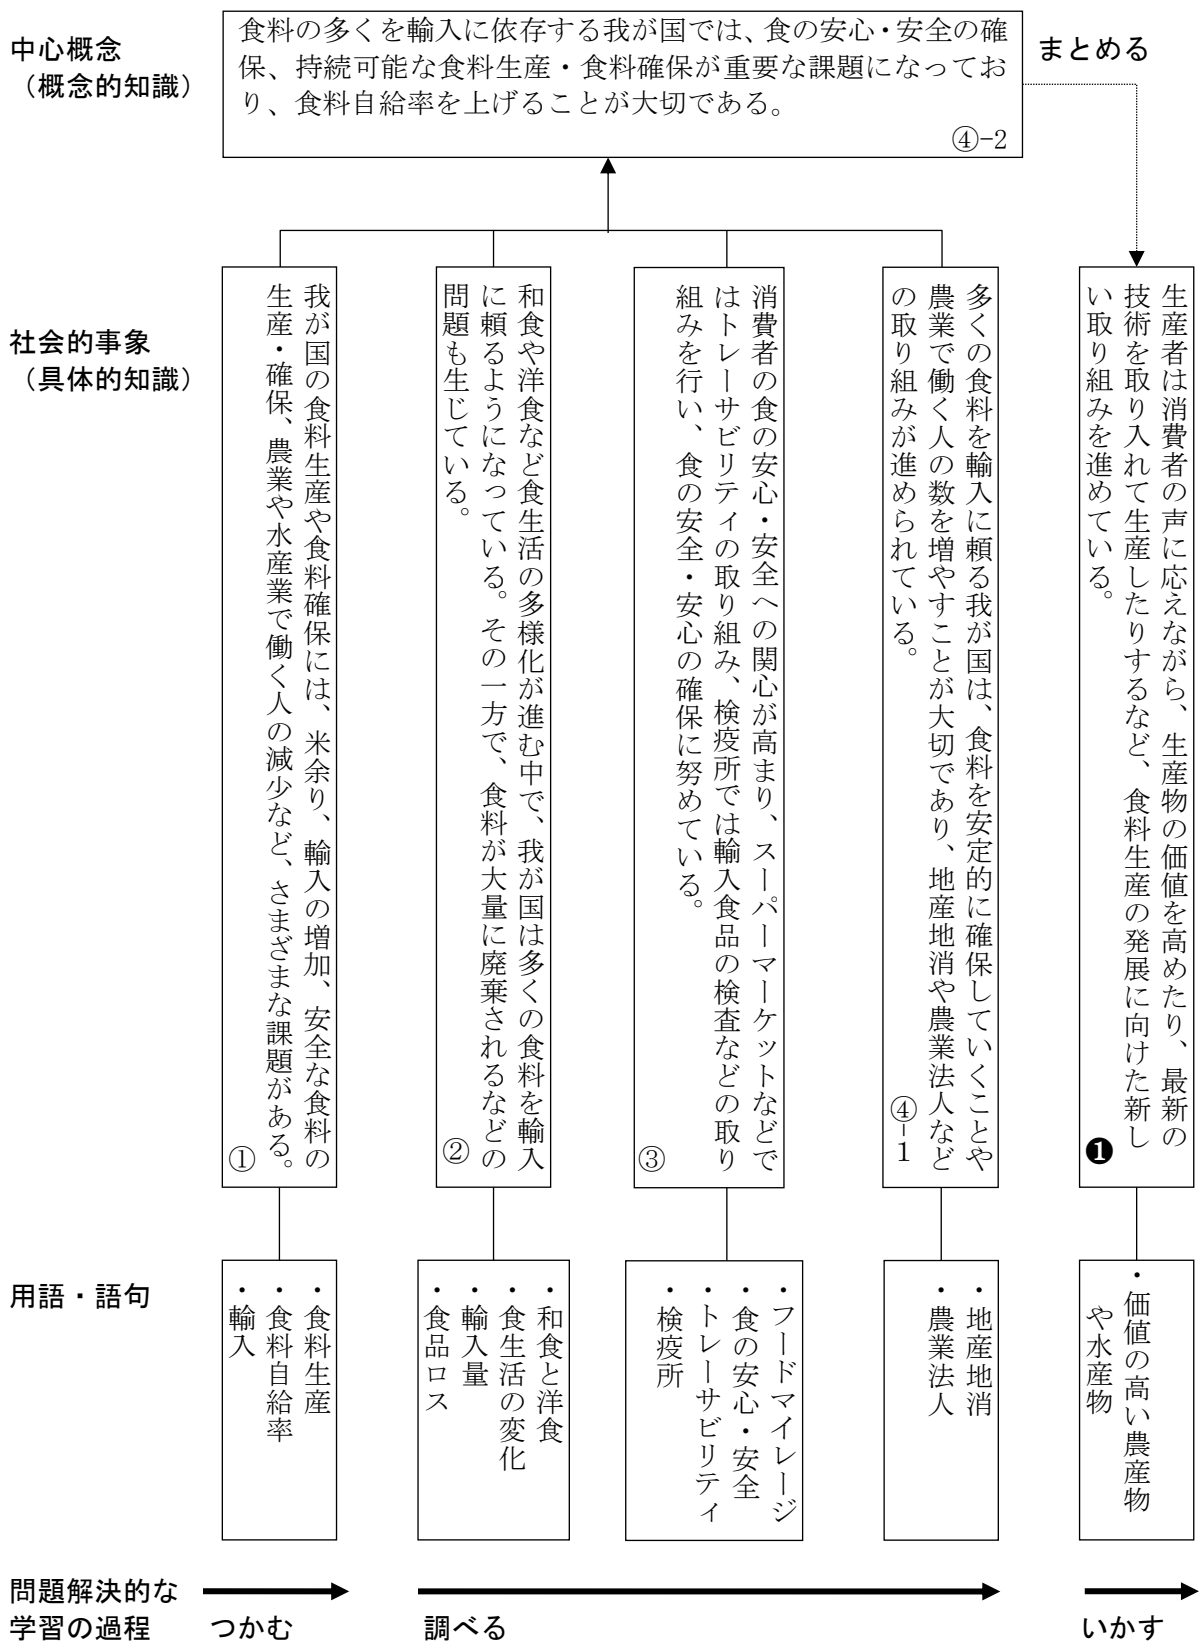 中心概念
（概念的知識）
食料の多くを輸入に依存する我が国では、食の安心・安全の確
保、持続可能な食料生産・食料確保が重要な課題になってお
り、食料自給率を上げることが大切である。
④-2
まとめる
社会的事象
（具体的知識）
我が国の食料生産や食料確保には、米余り、輸入の増加、安全な食料の
生産・確保、農業や水産業で働く人の減少など、さまざまな課題がある。
①
和食や洋食など食生活の多様化が進む中で、我が国は多くの食料を輸入
に頼るようになっている。その一方で、食料が大量に廃棄されるなどの
問題も生じている。
②
消費者の食の安心・安全への関心が高まり、スーパーマーケットなどで
はトレーサビリティの取り組み、検疫所では輸入食品の検査などの取り
組みを行い、食の安全・安心の確保に努めている。
③
多くの食料を輸入に頼る我が国は、食料を安定的に確保していくことや
農業で働く人の数を増やすことが大切であり、地産地消や農業法人など
の取り組みが進められている。
④-1
生産者は消費者の声に応えながら、生産物の価値を高めたり、最新の
技術を取り入れて生産したりするなど、食料生産の発展に向けた新し
い取り組みを進めている。
❶
用語・語句
・食料生産
・食料自給率
・輸入
・和食と洋食
・食生活の変化
・輸入量
・食品ロス
・フードマイレージ
・食の安心・安全
・トレーサビリティ
・検疫所
・地産地消
・農業法人
・価値の高い農産物
や水産物
問題解決的な
学習の過程
つかむ
調べる
いかす